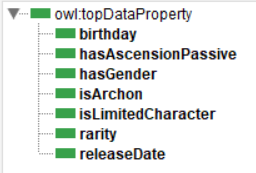 owl:topDataProperty
birthday
hasAscensionPassive
hasGender
isArchon
isLimitedCharacter
rarity
releaseDate